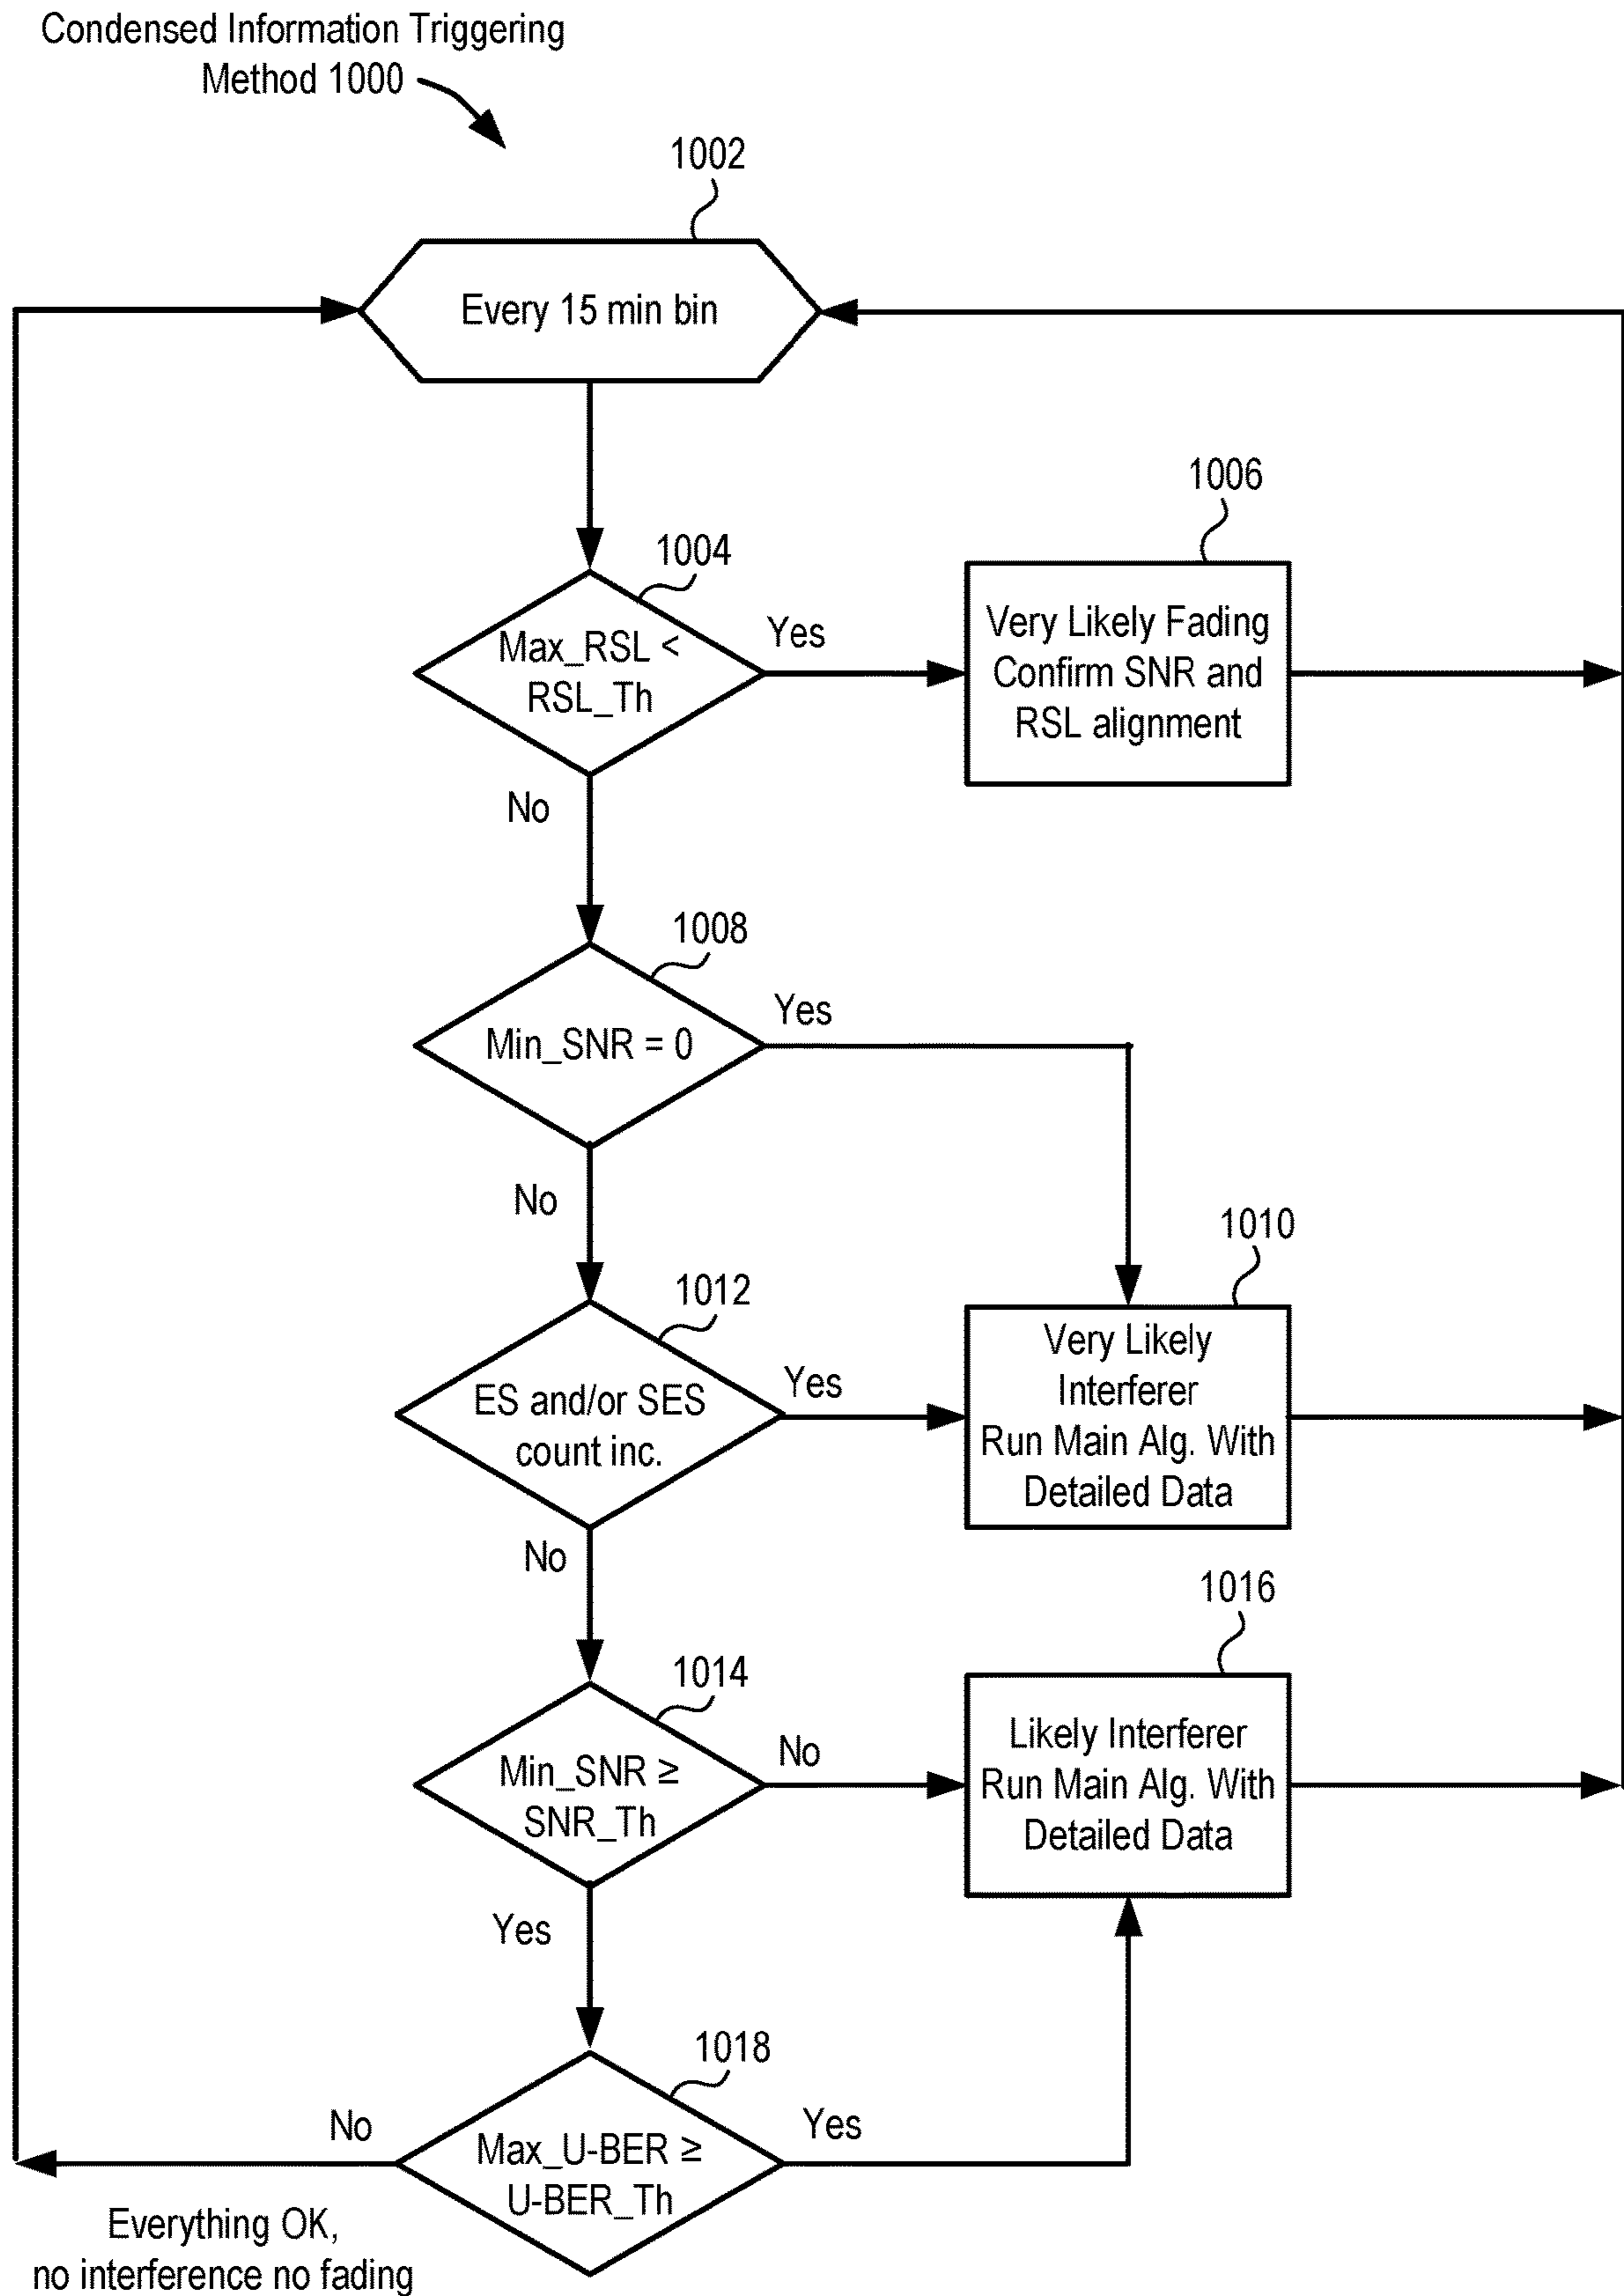 Condensed Information Triggering
Method 1000
1002
Every 15 min bin
1004
Max_RSL <
RSL_Th
Yes
No
1006
Very Likely Fading
Confirm SNR and
RSL alignment
1008
Min_SNR = 0
Yes
No
1010
Very Likely
Interferer
Run Main Alg. With
Detailed Data
1012
ES and/or SES
count inc.
Yes
No
1014
Min_SNR ≥
SNR_Th
No
Yes
1016
Likely Interferer
Run Main Alg. With
Detailed Data
1018
Max_U-BER ≥
U-BER_Th
Yes
No
Everything OK,
no interference no fading